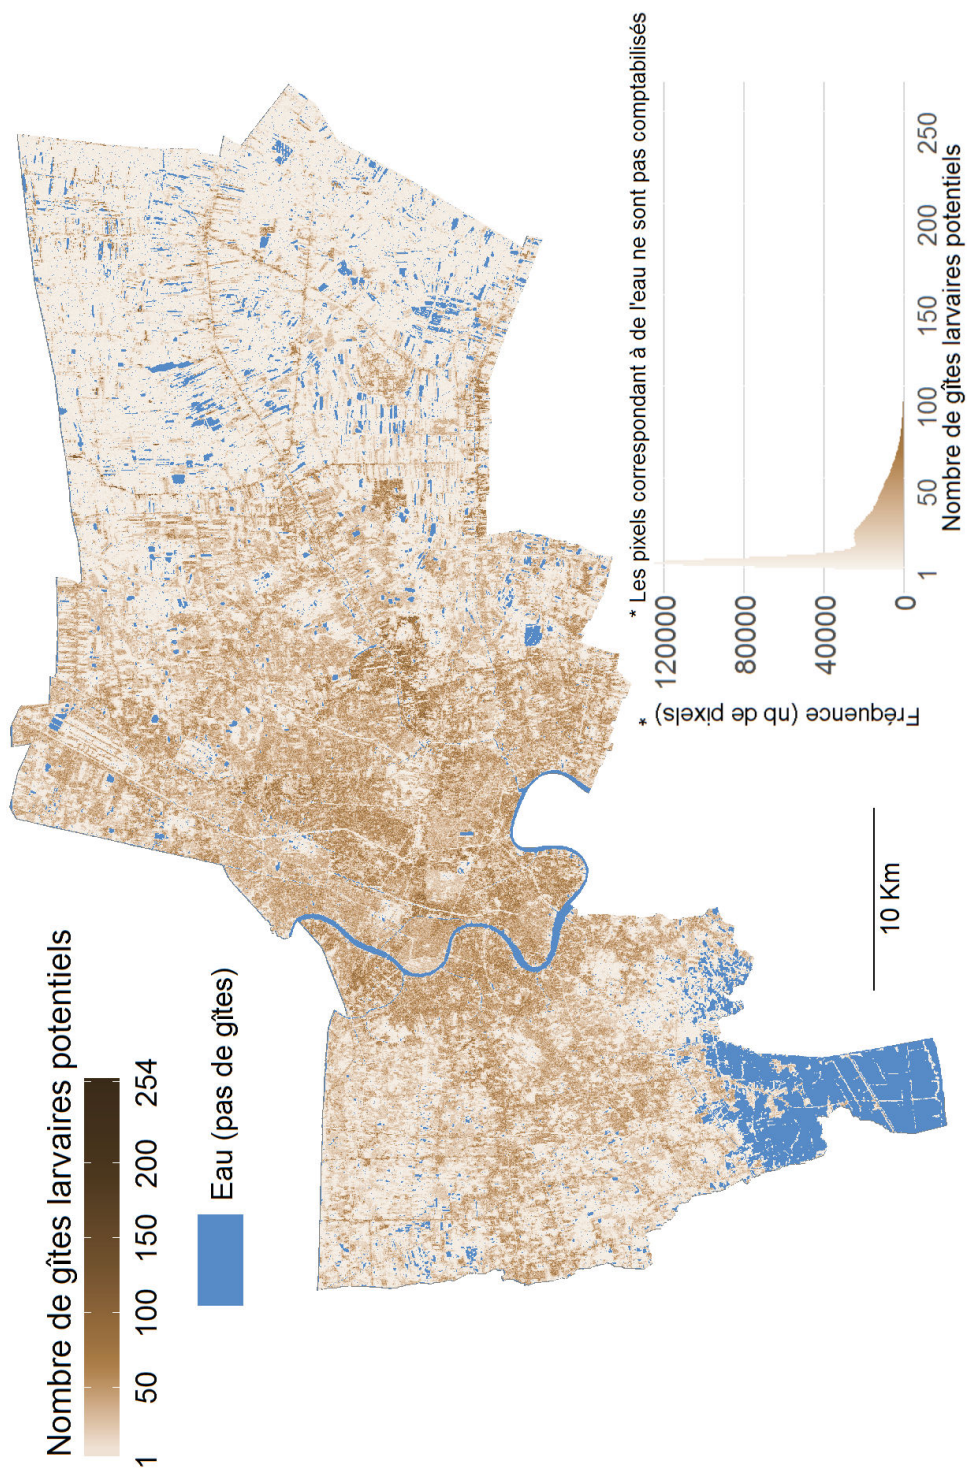 Nombre de gîtes larvaires potentiels
1 50 100 150 200 254
Eau (pas de gîtes)
10 Km
* Les pixels correspondant à de l'eau ne sont pas comptabilisés
Fréquence (nb de pixels) *
120000
80000
40000
0
1 50 100 150 200 250
Nombre de gîtes larvaires potentiels